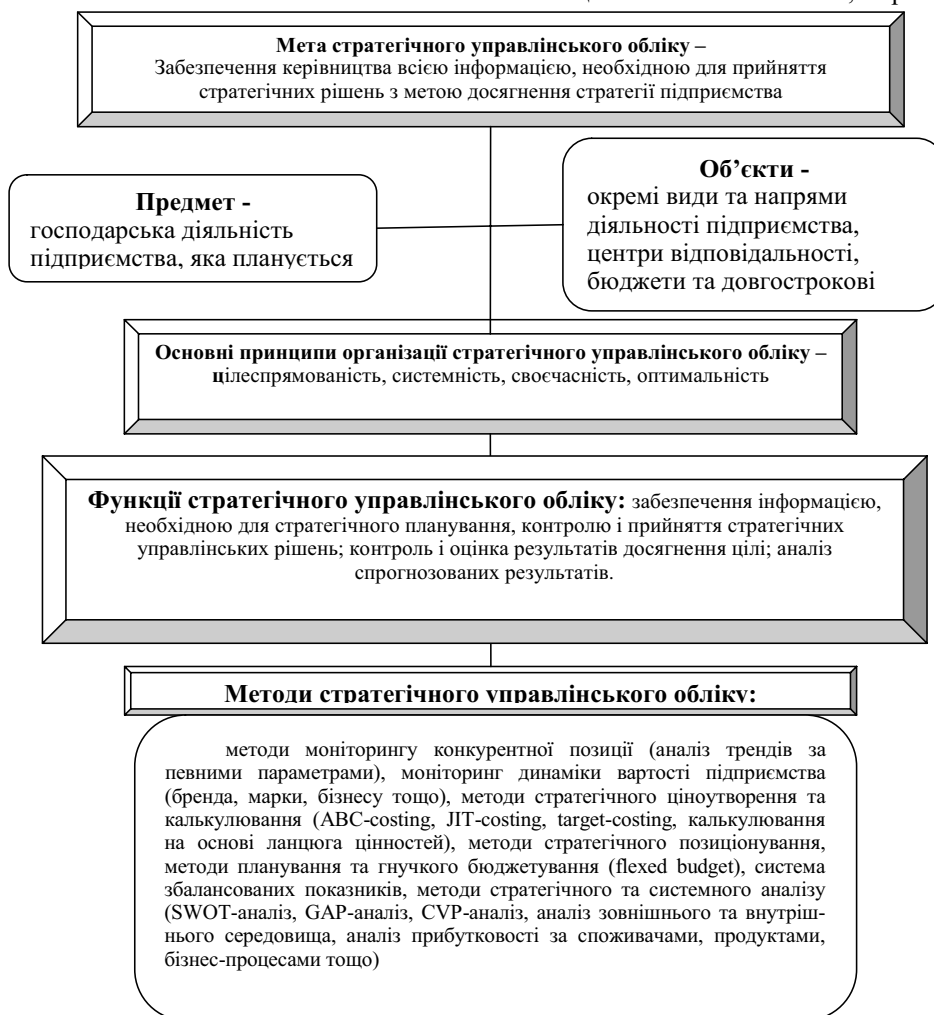 Мета стратегічного управлінського обліку –
Забезпечення керівництва всією інформацією, необхідною для прийняття
стратегічних рішень з метою досягнення стратегії підприємства
Предмет -
господарська діяльність
підприємства, яка планується
Об’єкти -
окремі види та напрями
діяльності підприємства,
центри відповідальності,
бюджети та довгострокові
Основні принципи організації стратегічного управлінського обліку –
цілеспрямованість, системність, своєчасність, оптимальність
Функції стратегічного управлінського обліку: забезпечення інформацією,
необхідною для стратегічного планування, контролю і прийняття стратегічних
управлінських рішень; контроль і оцінка результатів досягнення цілі; аналіз
спрогнозованих результатів.
Методи стратегічного управлінського обліку:
методи моніторингу конкурентної позиції (аналіз трендів за
певними параметрами), моніторинг динаміки вартості підприємства
(бренда, марки, бізнесу тощо), методи стратегічного ціноутворення та
калькулювання (ABC-costing, JIT-costing, target-costing, калькулювання
на основі ланцюга цінностей), методи стратегічного позиціонування,
методи планування та гнучкого бюджетування (flexed budget), система
збалансованих показників, методи стратегічного та системного аналізу
(SWOT-аналіз, GAP-аналіз, CVP-аналіз, аналіз зовнішнього та внутріш-
нього середовища, аналіз прибутковості за споживачами, продуктами,
бізнес-процесами тощо)